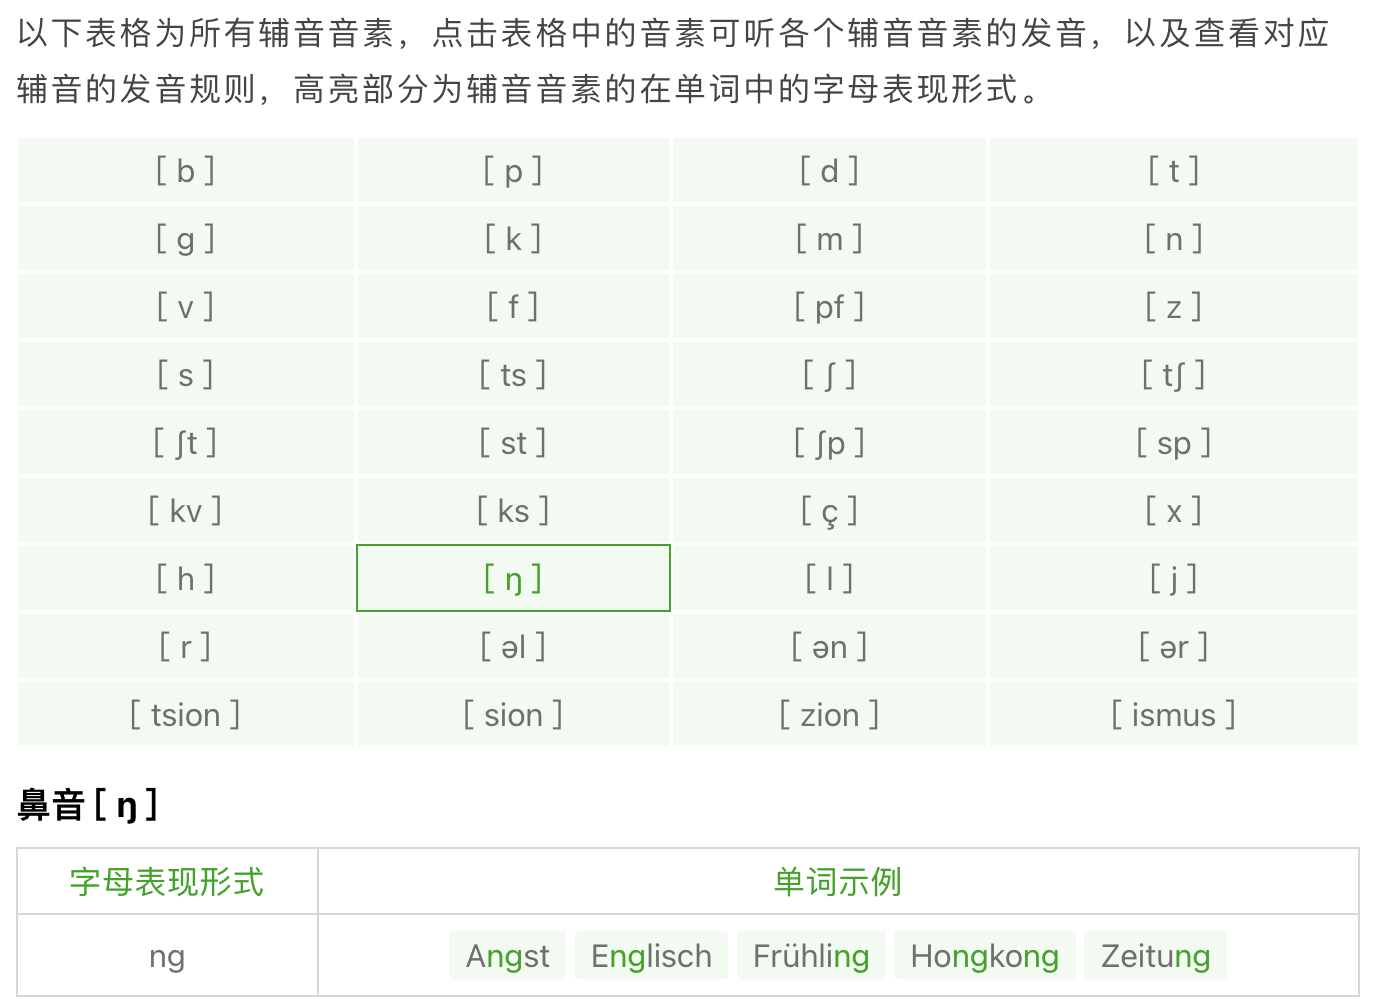 以下表格为所有辅音音素，点击表格中的音素可听各个辅音音素的发音，以及查看对应
辅音的发音规则，高亮部分为辅音音素的在单词中的字母表现形式。
[ b ] [ p ] [ d ] [ t ]
[ g ] [ k ] [ m ] [ n ]
[ v ] [ f ] [ pf ] [ z ]
[ s ] [ ts ] [ ʃ ] [ tʃ ]
[ ʃt ] [ st ] [ ʃp ] [ sp ]
[ kv ] [ ks ] [ ç ] [ x ]
[ h ] [ ŋ ] [ l ] [ j ]
[ r ] [ əl ] [ ən ] [ ər ]
[ tsion ] [ sion ] [ zion ] [ ismus ]
鼻音 [ ŋ ]
字母表现形式 单词示例
ng Angst Englisch Frühling Hongkong Zeitung